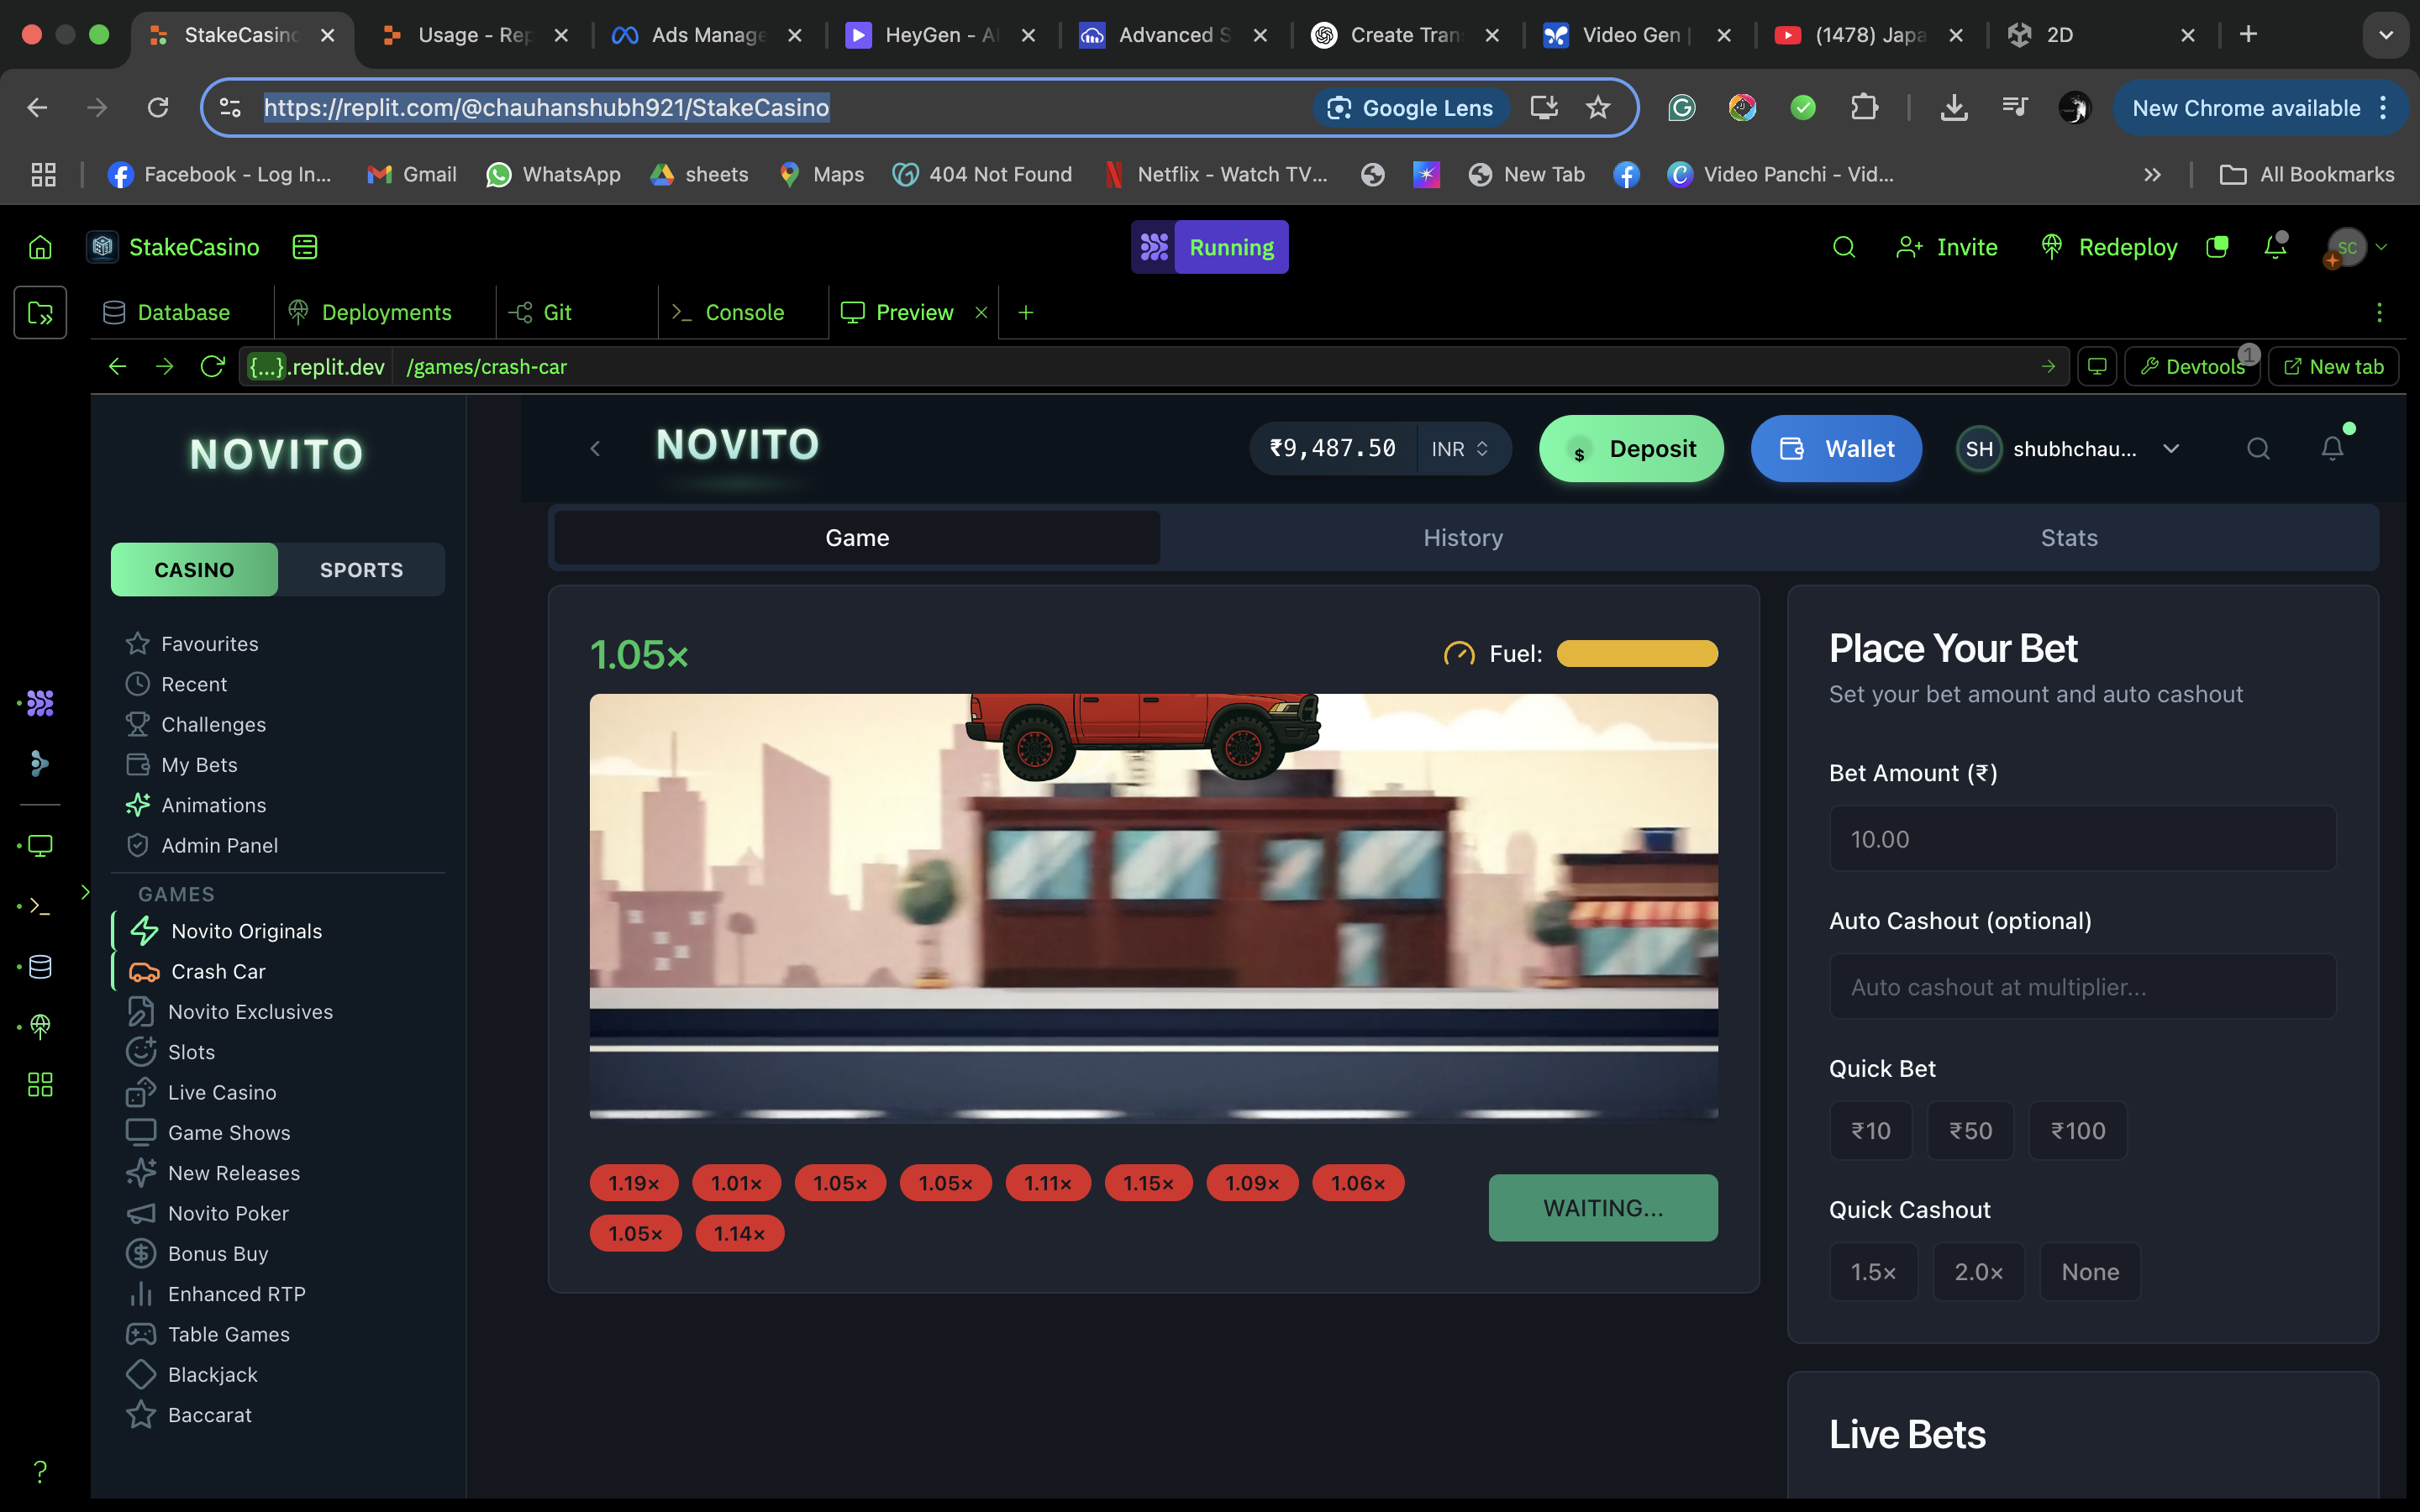 StakeCasino
Usage - Rep
Ads Manage
HeyGen - AI
Advanced S
Create Tran
Video Gen |
(1478) Japa
2D
https://replit.com/@chauhanshubh921/StakeCasino
Google Lens
New Chrome available
Facebook - Log In...
Gmail
WhatsApp
sheets
Maps
404 Not Found
Netflix - Watch TV...
New Tab
Video Panchi - Vid...
All Bookmarks
StakeCasino
Running
Invite
Redeploy
SC
Database
Deployments
Git
Console
Preview
{...}.replit.dev
/games/crash-car
Devtools
1
New tab
NOVITO
NOVITO
₹9,487.50
INR
$ Deposit
Wallet
SH
shubhchau...
CASINO
SPORTS
Favourites
Recent
Challenges
My Bets
Animations
Admin Panel
GAMES
Novito Originals
Crash Car
Novito Exclusives
Slots
Live Casino
Game Shows
New Releases
Novito Poker
Bonus Buy
Enhanced RTP
Table Games
Blackjack
Baccarat
Game
History
Stats
1.05×
Fuel:
1.19×
1.01×
1.05×
1.05×
1.11×
1.15×
1.09×
1.06×
1.05×
1.14×
WAITING...
Place Your Bet
Set your bet amount and auto cashout
Bet Amount (₹)
10.00
Auto Cashout (optional)
Auto cashout at multiplier...
Quick Bet
₹10
₹50
₹100
Quick Cashout
1.5×
2.0×
None
Live Bets